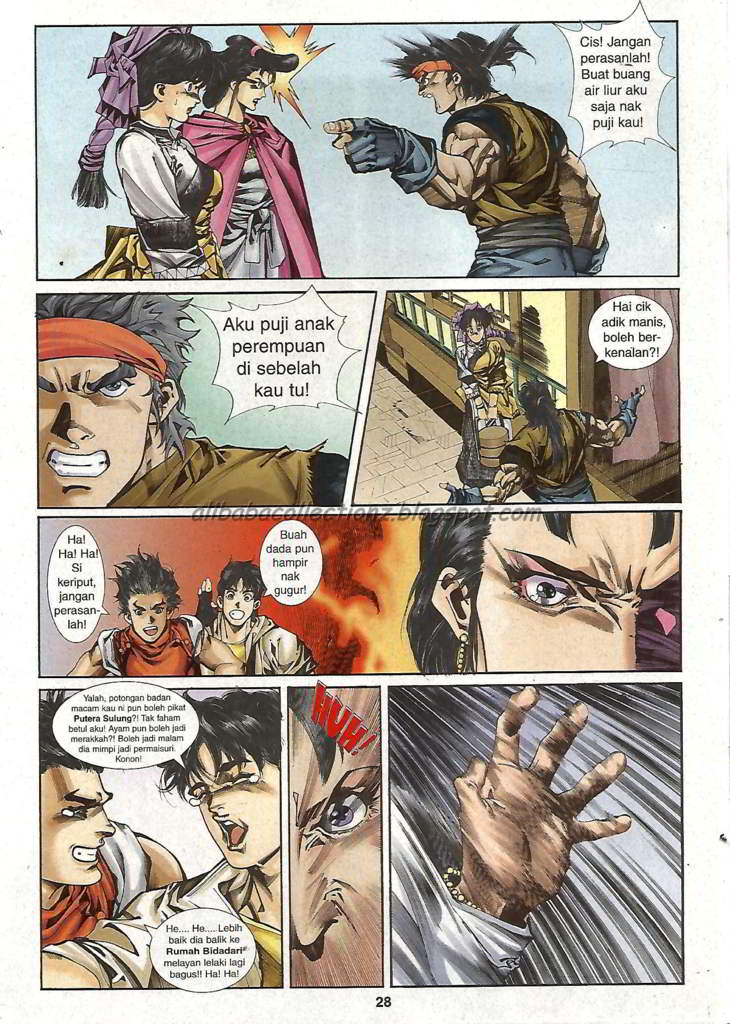 Cis! Jangan
perasanlah!
Buat buang
air liur aku
saja nak
puji kau!
Aku puji anak
perempuan
di sebelah
kau tu!
Hai cik
adik manis,
boleh ber-
kenalan?!
alibabacollectionz.blogspot.com
Ha!
Ha! Ha!
Si
keriput,
jangan
perasan-
lah!
Buah
dada pun
hampir
nak
gugur!
Yalah, potongan badan
macam kau ni pun boleh pikat
Putera Sulung?! Tak faham
betul aku! Ayam pun boleh jadi
merakkah?! Boleh jadi malam
dia mimpi jadi permaisuri.
Konon!
HUH!
He.... He.... Lebih
baik dia balik ke
Rumah Bidadari
melayan lelaki lagi
bagus!! Ha! Ha!
28